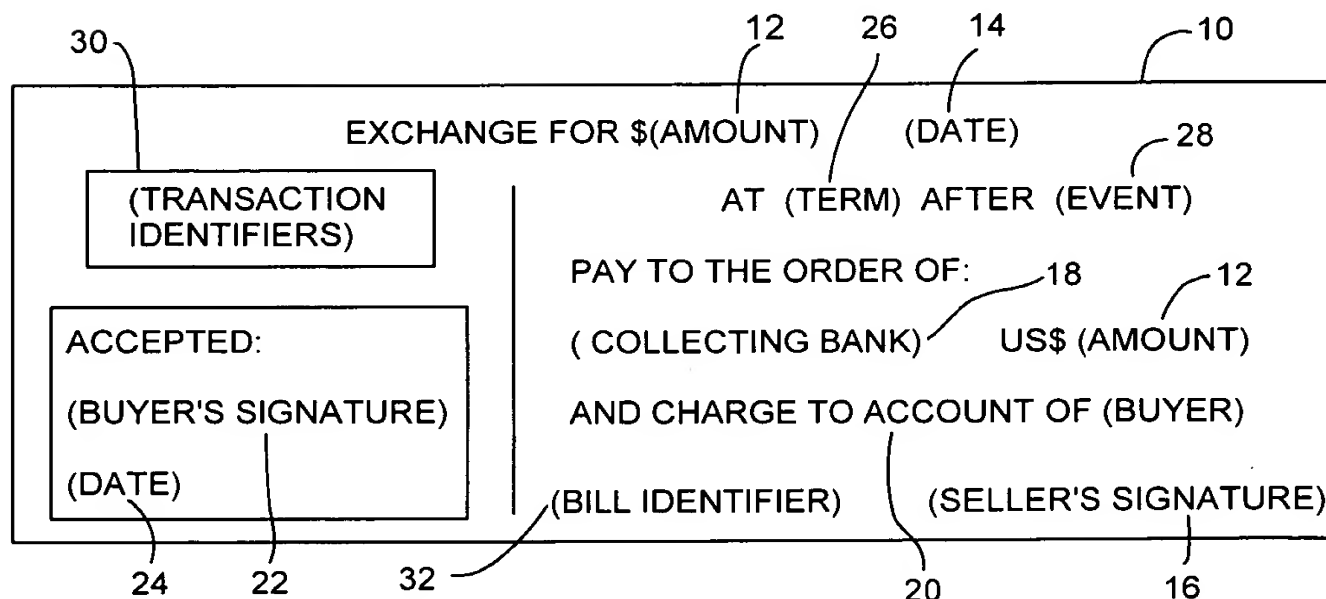 30 12 26 14 10
EXCHANGE FOR $(AMOUNT) (DATE)
28
(TRANSACTION
IDENTIFIERS)
AT (TERM) AFTER (EVENT)
PAY TO THE ORDER OF:
18 12
ACCEPTED:
( COLLECTING BANK) US$ (AMOUNT)
(BUYER'S SIGNATURE)
AND CHARGE TO ACCOUNT OF (BUYER)
(DATE)
(BILL IDENTIFIER) (SELLER'S SIGNATURE)
24 22 32 20 16